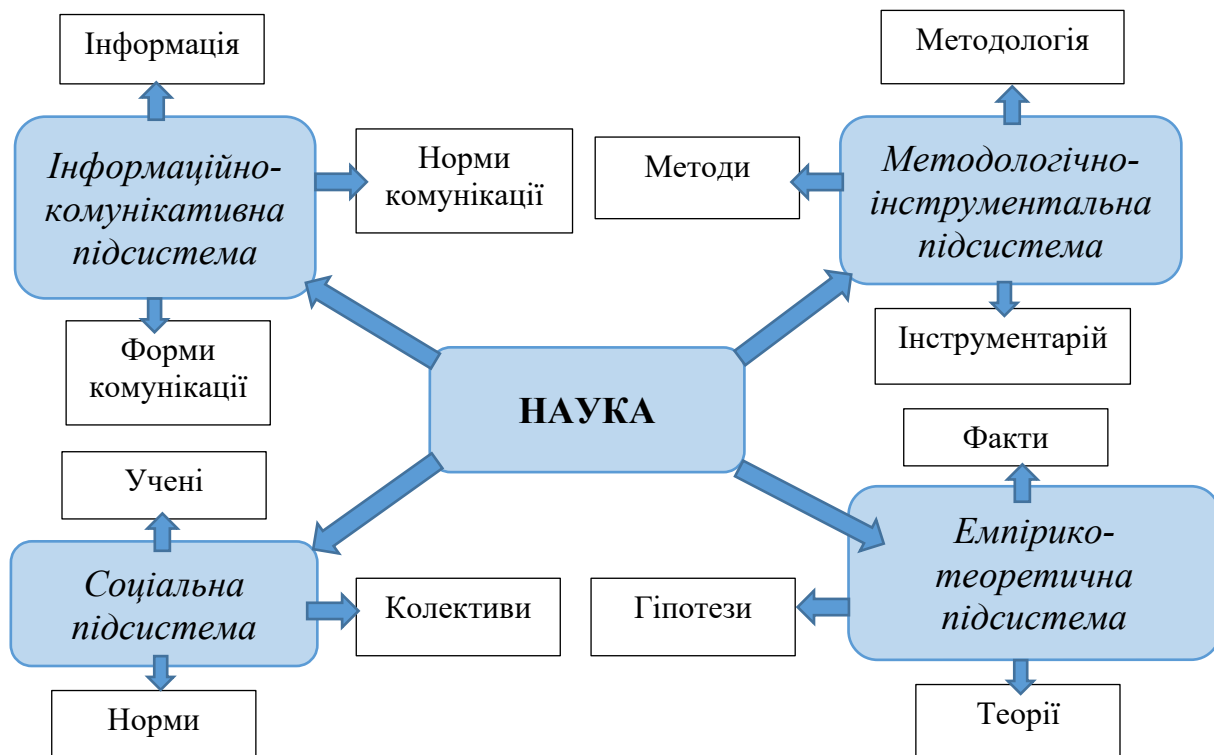 Інформація
Методологія
Інформаційно-
комунікативна
підсистема
Норми
комунікації
Методи
Методологічно-
інструментальна
підсистема
Форми
комунікації
Інструментарій
НАУКА
Учені
Факти
Соціальна
підсистема
Колективи
Гіпотези
Емпірико-
теоретична
підсистема
Норми
Теорії